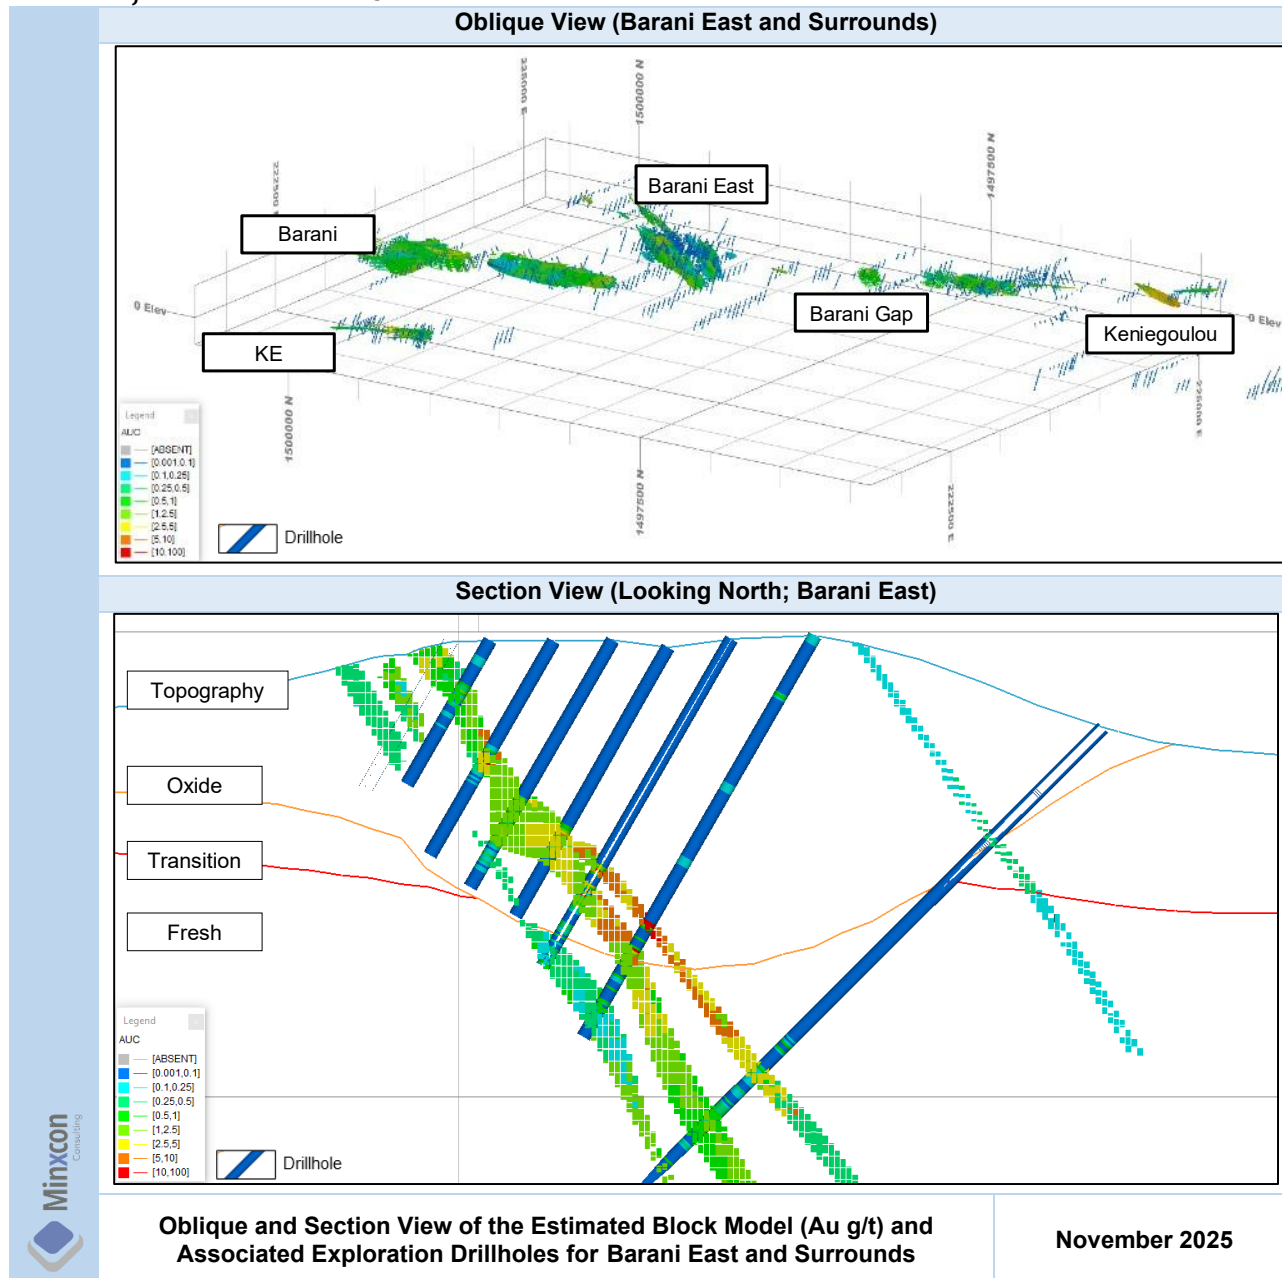 Oblique View (Barani East and Surrounds)
1500000 N
1497500 N
Barani East
Barani
0 Elev
Barani Gap
0 Elev
KE
Keniegoulou
1500000 N
1497500 N
Legend
AUC
[ABSENT]
[0.001,0.1]
[0.1,0.25]
[0.25,0.5]
[0.5,1]
[1,2.5]
[2.5,5]
[5,10]
[10,100]
Drillhole
Section View (Looking North; Barani East)
Topography
Oxide
Transition
Fresh
Legend
AUC
[ABSENT]
[0.001,0.1]
[0.1,0.25]
[0.25,0.5]
[0.5,1]
[1,2.5]
[2.5,5]
[5,10]
[10,100]
Drillhole
Minxcon
Consulting
Oblique and Section View of the Estimated Block Model (Au g/t) and
Associated Exploration Drillholes for Barani East and Surrounds
November 2025